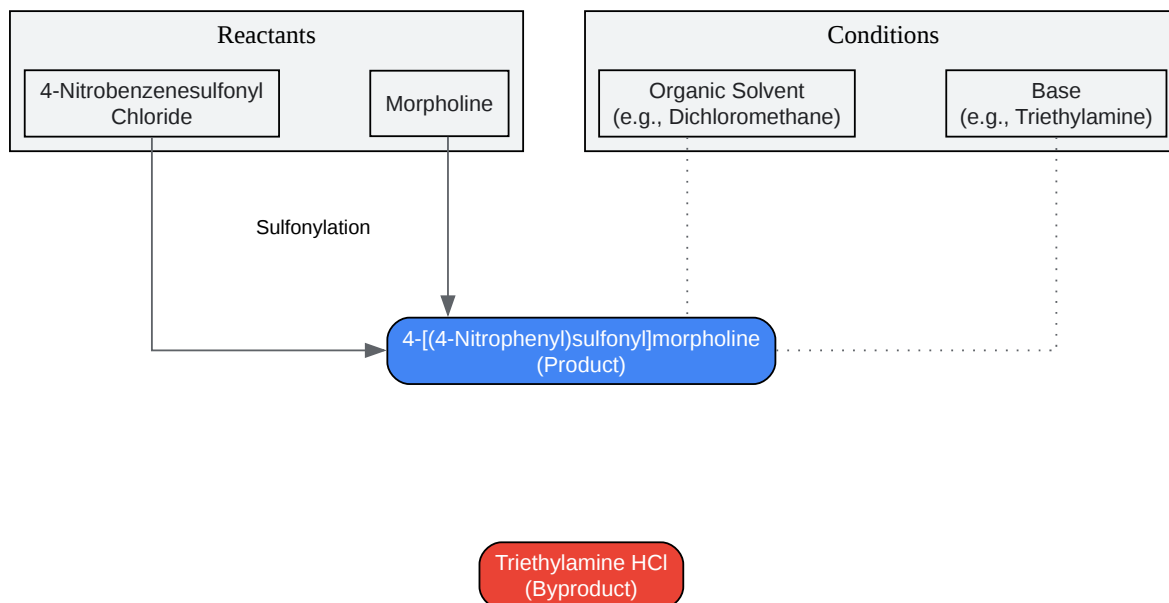 Reactants
Conditions
4-Nitrobenzenesulfonyl
Chloride
Morpholine
Organic Solvent
(e.g., Dichloromethane)
Base
(e.g., Triethylamine)
Sulfonylation
4-[(4-Nitrophenyl)sulfonyl]morpholine
(Product)
Triethylamine HCl
(Byproduct)